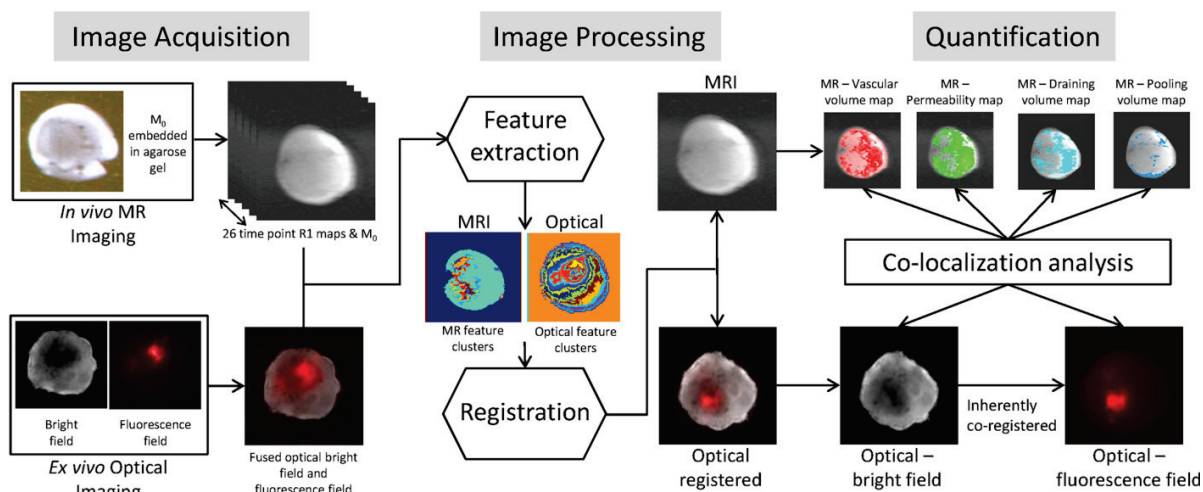 Image Acquisition
Image Processing
Quantification
M0
embedded
in agarose
gel
In vivo MR
Imaging
26 time point R1 maps & M0
Bright
field
Fluorescence
field
Ex vivo Optical
Imaging
Fused optical bright
field and
fluorescence field
Feature
extraction
MRI
Optical
MR feature
clusters
Optical feature
clusters
Registration
MRI
Optical
registered
MR – Vascular
volume map
MR –
Permeability map
MR – Draining
volume map
MR – Pooling
volume map
Co-localization analysis
Optical –
bright field
Inherently
co-registered
Optical –
fluorescence field